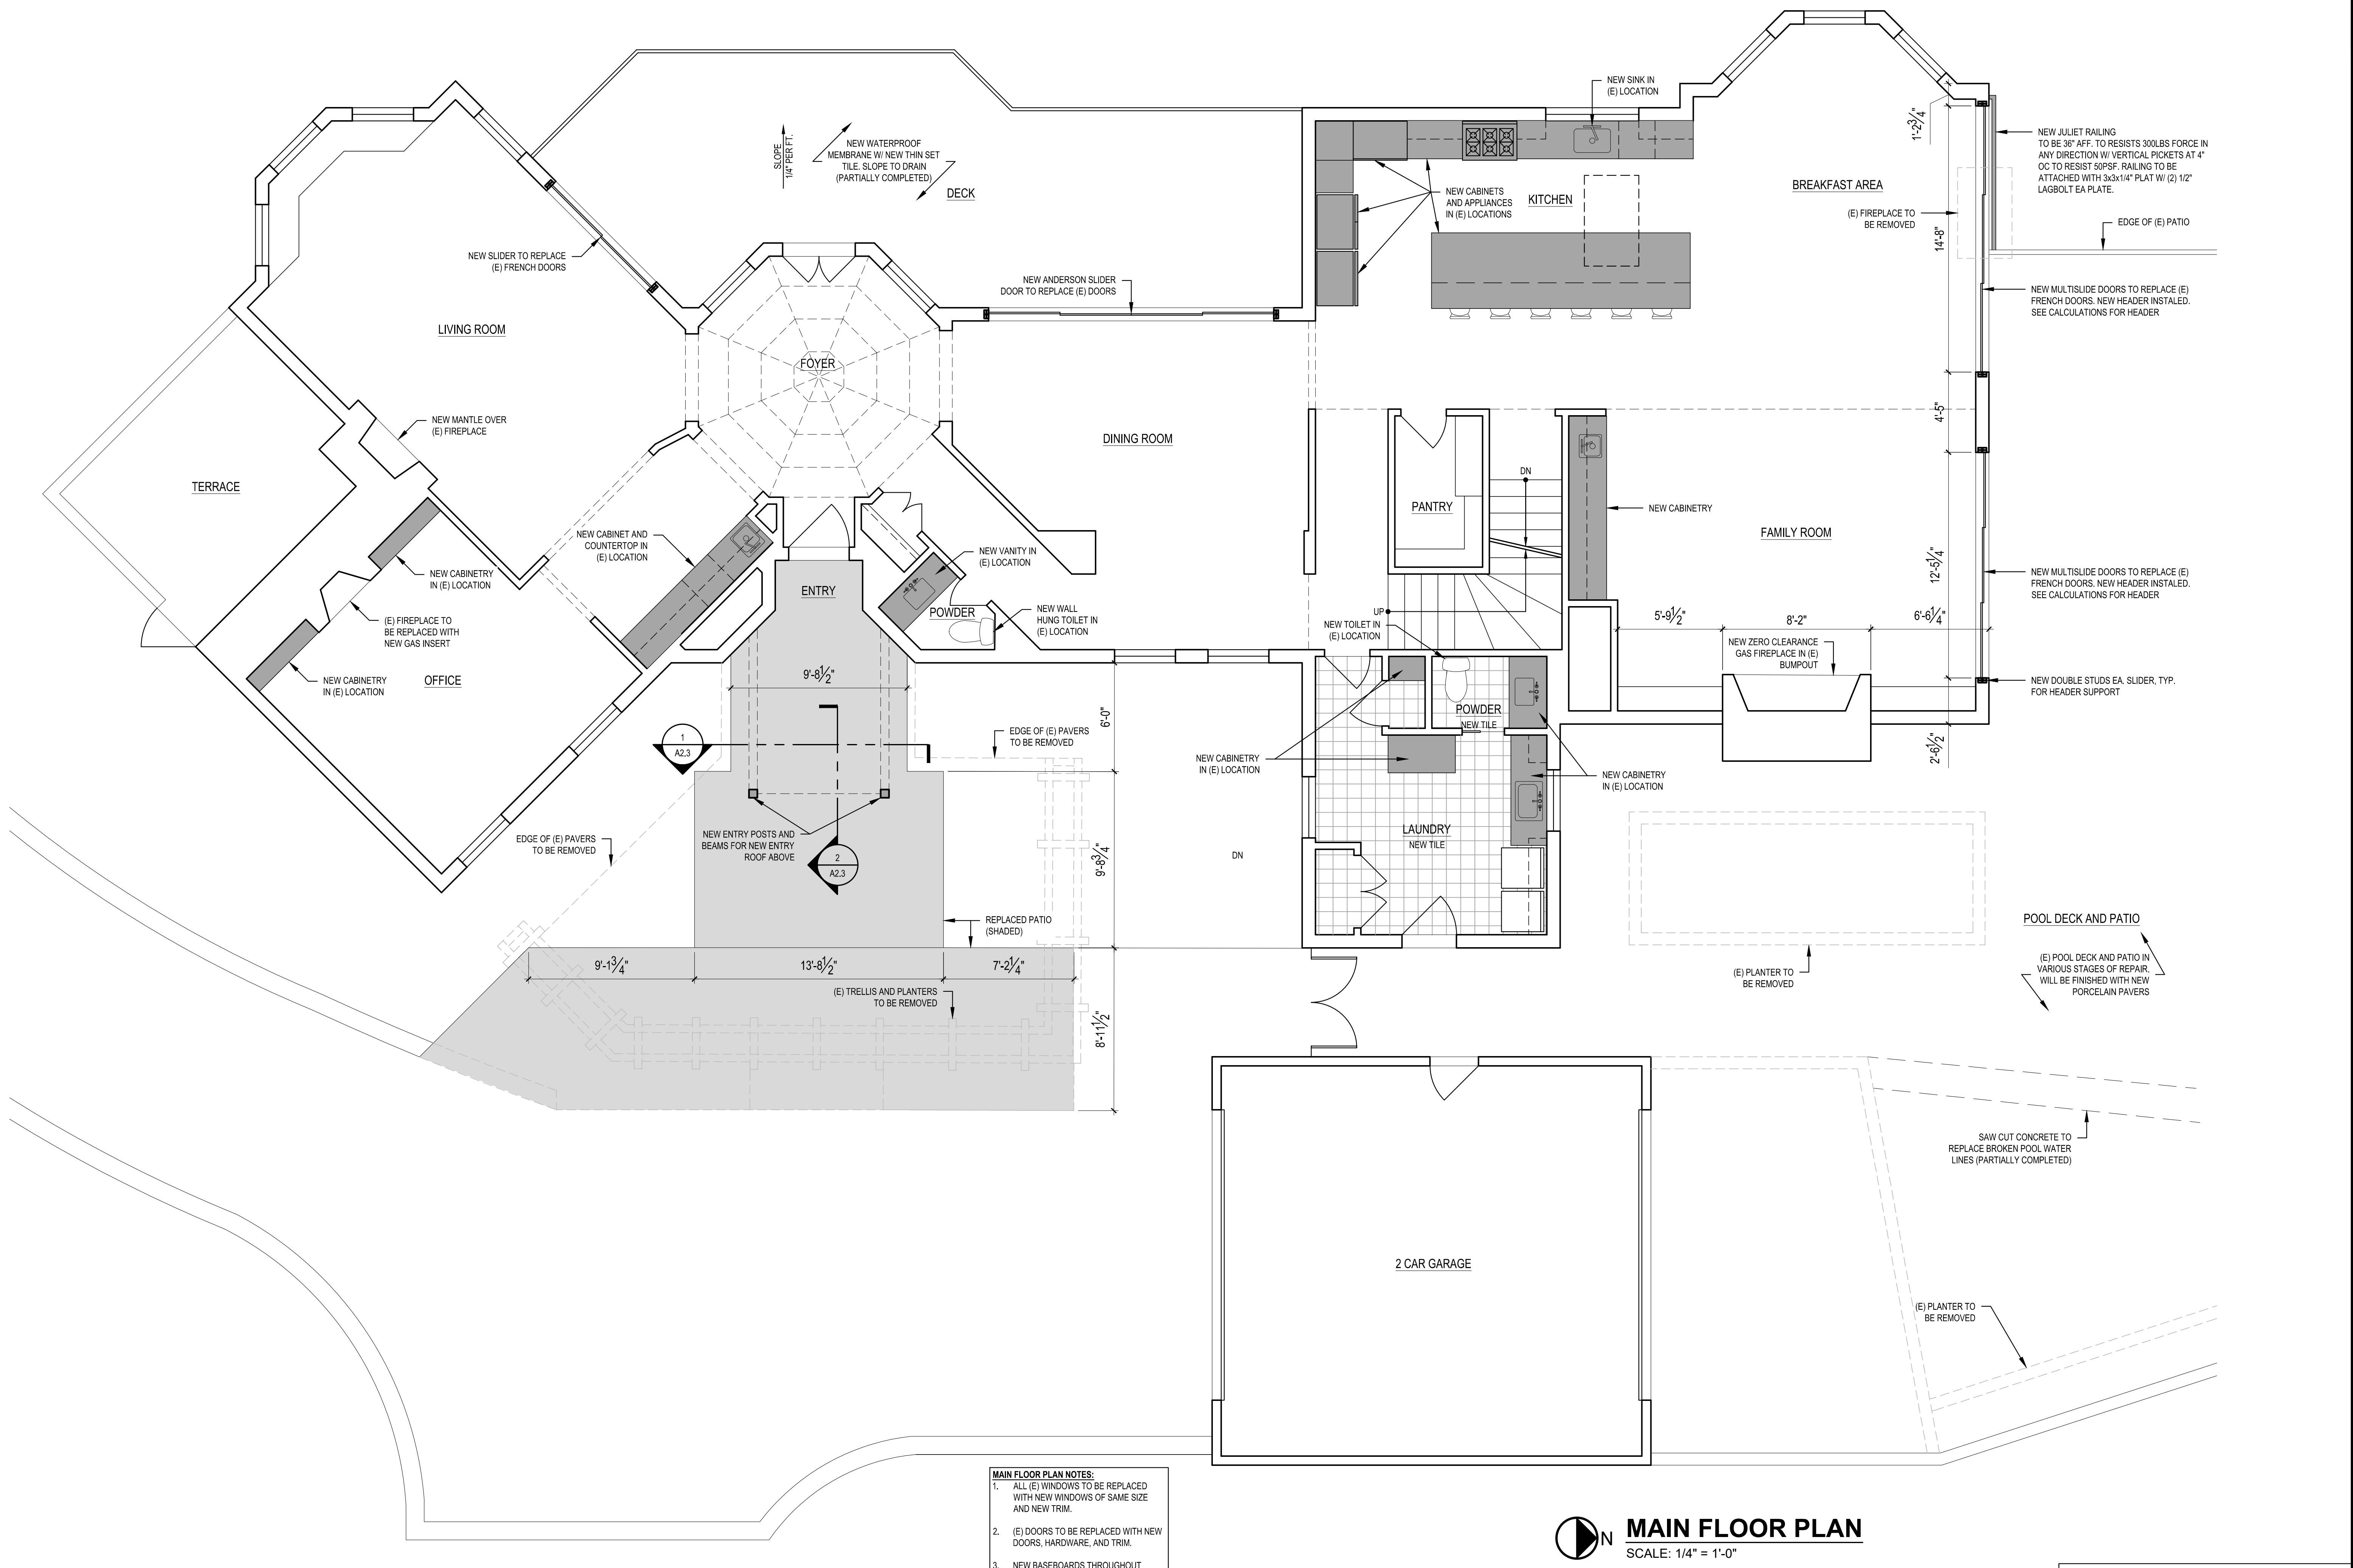 NEW SINK IN
(E) LOCATION
SLOPE
1/4" PER FT.
NEW WATERPROOF
MEMBRANE W/ NEW THIN SET
TILE. SLOPE TO DRAIN
(PARTIALLY COMPLETED)
DECK
1'-2 3/4"
NEW JULIET RAILING
TO BE 36" AFF. TO RESISTS 300LBS FORCE IN
ANY DIRECTION W/ VERTICAL PICKETS AT 4"
OC TO RESIST 50PSF. RAILING TO BE
ATTACHED WITH 3x3x1/4" PLAT W/ (2) 1/2"
LAGBOLT EA PLATE.
NEW CABINETS
AND APPLIANCES
IN (E) LOCATIONS
KITCHEN
BREAKFAST AREA
(E) FIREPLACE TO
BE REMOVED
EDGE OF (E) PATIO
14'-8"
NEW SLIDER TO REPLACE
(E) FRENCH DOORS
NEW ANDERSON SLIDER
DOOR TO REPLACE (E) DOORS
NEW MULTISLIDE DOORS TO REPLACE (E)
FRENCH DOORS. NEW HEADER INSTALED.
SEE CALCULATIONS FOR HEADER
LIVING ROOM
FOYER
4'-5"
NEW MANTLE OVER
(E) FIREPLACE
DINING ROOM
TERRACE
DN
PANTRY
NEW CABINETRY
FAMILY ROOM
NEW CABINET AND
COUNTERTOP IN
(E) LOCATION
NEW VANITY IN
(E) LOCATION
NEW CABINETRY
IN (E) LOCATION
ENTRY
12'-5 1/4"
NEW MULTISLIDE DOORS TO REPLACE (E)
FRENCH DOORS. NEW HEADER INSTALED.
SEE CALCULATIONS FOR HEADER
POWDER
NEW WALL
HUNG TOILET IN
(E) LOCATION
UP
NEW TOILET IN
(E) LOCATION
5'-9 1/2"
8'-2"
6'-6 1/4"
(E) FIREPLACE TO
BE REPLACED WITH
NEW GAS INSERT
NEW ZERO CLEARANCE
GAS FIREPLACE IN (E)
BUMPOUT
NEW CABINETRY
IN (E) LOCATION
OFFICE
9'-8 1/2"
NEW DOUBLE STUDS EA. SLIDER, TYP.
FOR HEADER SUPPORT
6'-0"
POWDER
NEW TILE
1
A2.3
EDGE OF (E) PAVERS
TO BE REMOVED
2'-6 1/2"
NEW CABINETRY
IN (E) LOCATION
NEW CABINETRY
IN (E) LOCATION
EDGE OF (E) PAVERS
TO BE REMOVED
NEW ENTRY POSTS AND
BEAMS FOR NEW ENTRY
ROOF ABOVE
2
A2.3
9'-8 3/4"
DN
LAUNDRY
NEW TILE
REPLACED PATIO
(SHADED)
POOL DECK AND PATIO
9'-1 3/4"
13'-8 1/2"
7'-2 1/4"
(E) PLANTER TO
BE REMOVED
(E) POOL DECK AND PATIO IN
VARIOUS STAGES OF REPAIR.
WILL BE FINISHED WITH NEW
PORCELAIN PAVERS
(E) TRELLIS AND PLANTERS
TO BE REMOVED
8'-11 1/2"
SAW CUT CONCRETE TO
REPLACE BROKEN POOL WATER
LINES (PARTIALLY COMPLETED)
2 CAR GARAGE
(E) PLANTER TO
BE REMOVED
MAIN FLOOR PLAN NOTES:
1. ALL (E) WINDOWS TO BE REPLACED
WITH NEW WINDOWS OF SAME SIZE
AND NEW TRIM.
2. (E) DOORS TO BE REPLACED WITH NEW
DOORS, HARDWARE, AND TRIM.
3. NEW BASEBOARDS THROUGHOUT
N
MAIN FLOOR PLAN
SCALE: 1/4" = 1'-0"